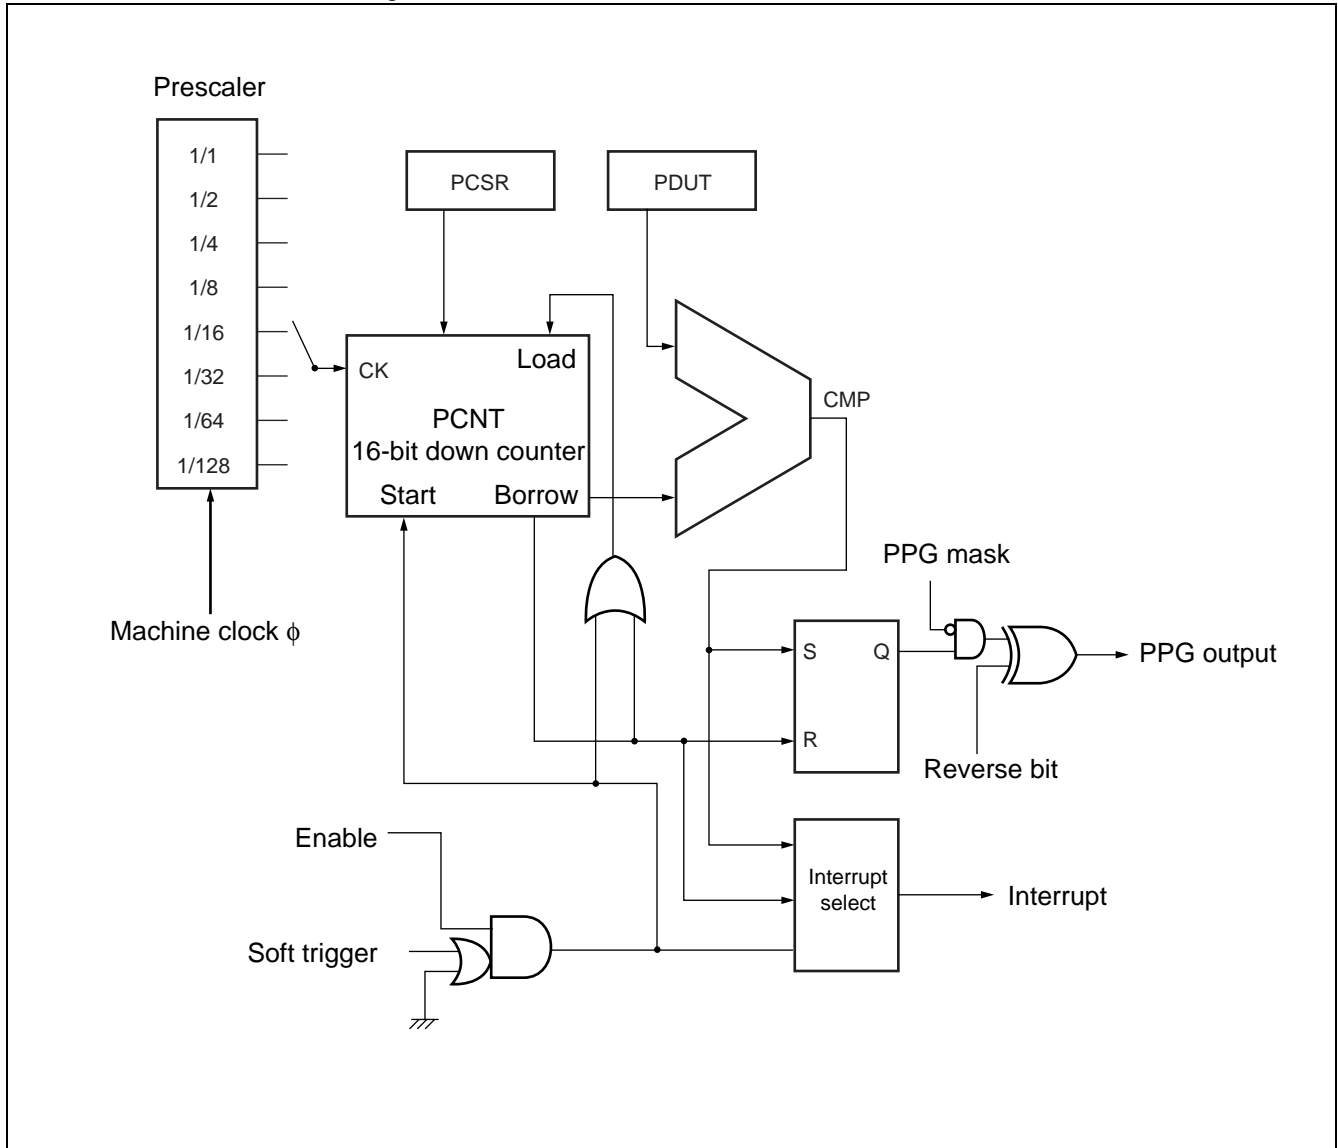 Prescaler
1/1
1/2
1/4
1/8
1/16
1/32
1/64
1/128
Machine clock ϕ
PCSR
PDUT
CK
Load
PCNT
16-bit down counter
Start
Borrow
CMP
PPG mask
S
Q
R
PPG output
Reverse bit
Enable
Soft trigger
Interrupt
select
Interrupt